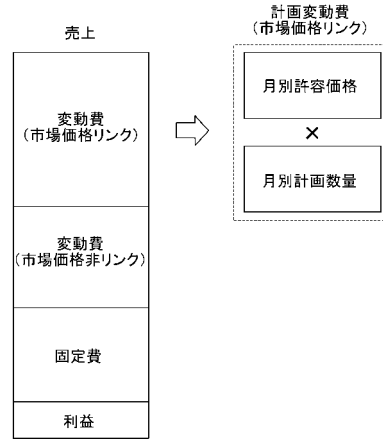 売上
変動費
(市場価格リンク)
変動費
(市場価格非リンク)
固定費
利益
計画変動費
(市場価格リンク)
月別許容価格
×
月別計画数量